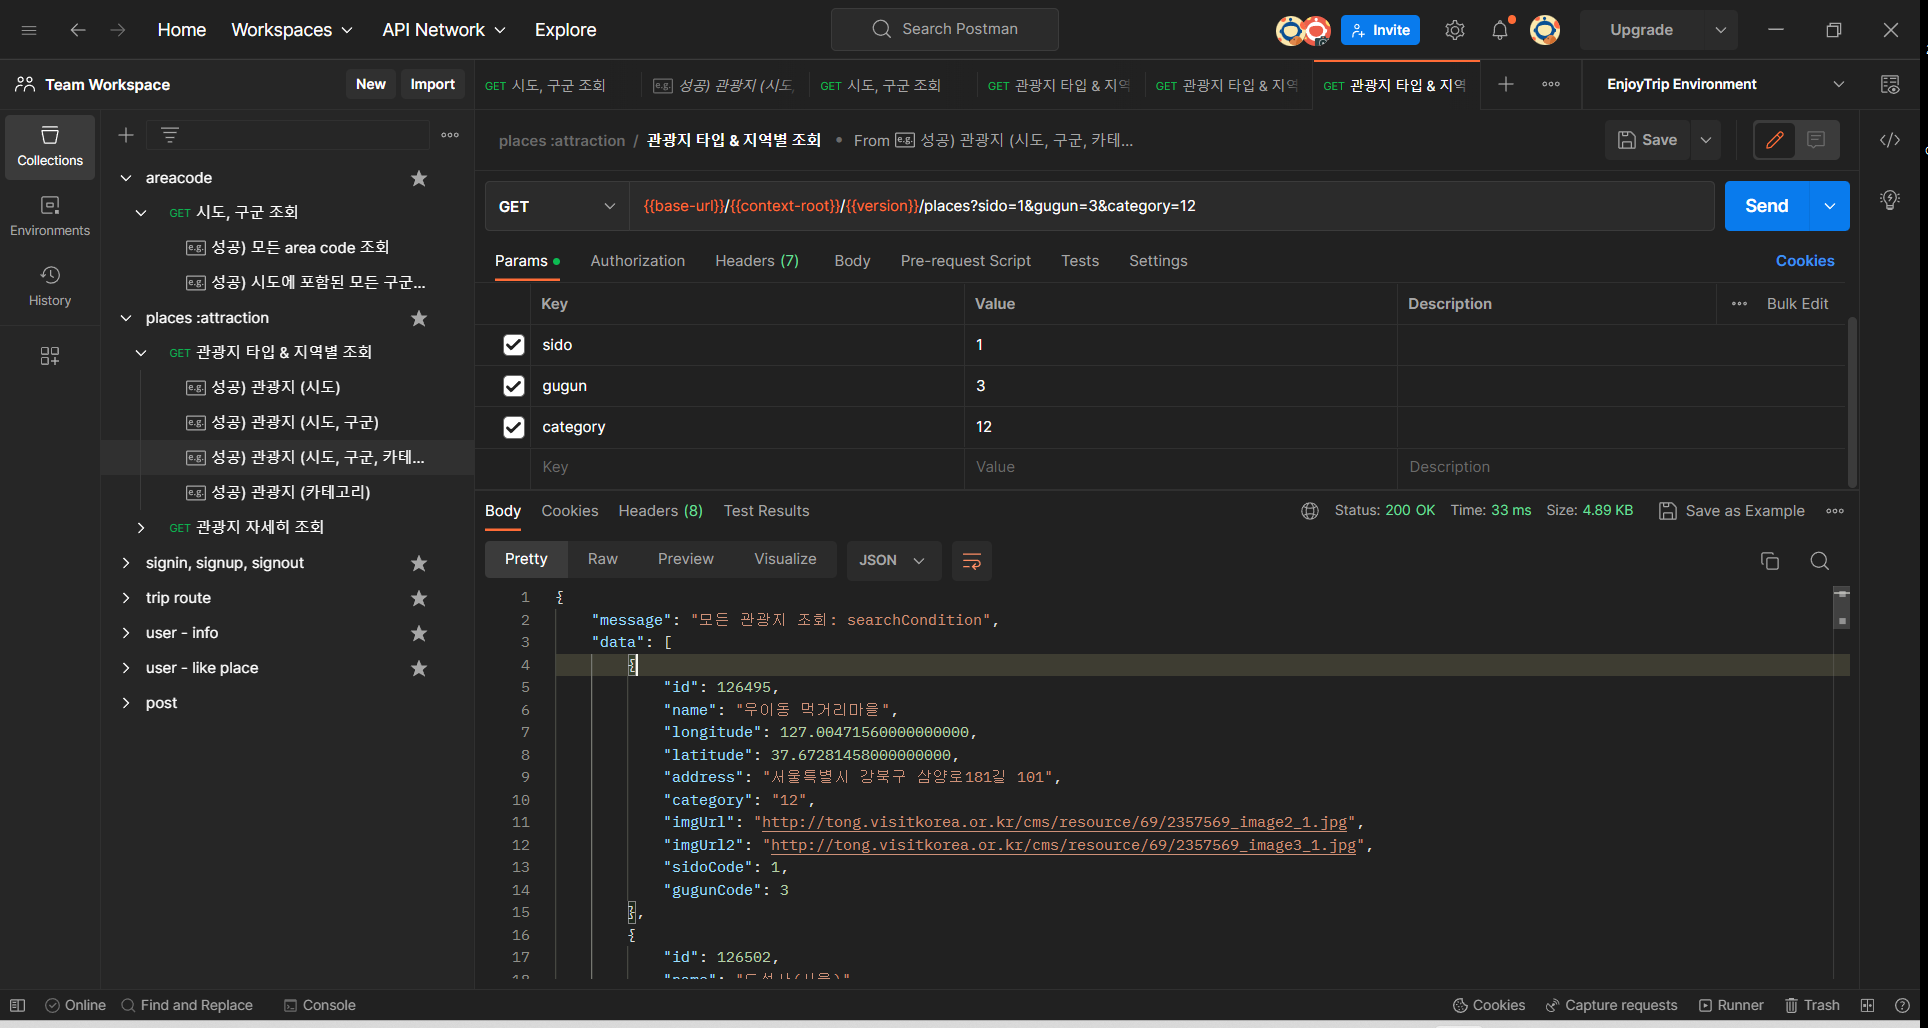 Home Workspaces API Network Explore Search Postman Invite Upgrade
Team Workspace New Import
GET 시도, 구군 조회
e.g. 성공) 관광지 (시도,
GET 시도, 구군 조회
GET 관광지 타입 & 지역
GET 관광지 타입 & 지역
GET 관광지 타입 & 지역
EnjoyTrip Environment
Collections
Environments
History
areacode
GET 시도, 구군 조회
e.g. 성공) 모든 area code 조회
e.g. 성공) 시도에 포함된 모든 구군...
places :attraction
GET 관광지 타입 & 지역별 조회
e.g. 성공) 관광지 (시도)
e.g. 성공) 관광지 (시도, 구군)
e.g. 성공) 관광지 (시도, 구군, 카테...
e.g. 성공) 관광지 (카테고리)
GET 관광지 자세히 조회
signin, signup, signout
trip route
user - info
user - like place
post
places :attraction / 관광지 타입 & 지역별 조회 • From e.g. 성공) 관광지 (시도, 구군, 카테... Save
GET {{base-url}}/{{context-root}}/{{version}}/places?sido=1&gugun=3&category=12 Send
Params Authorization Headers (7) Body Pre-request Script Tests Settings Cookies
Key Value Description Bulk Edit
sido 1
gugun 3
category 12
Key Value Description
Body Cookies Headers (8) Test Results Status: 200 OK Time: 33 ms Size: 4.89 KB Save as Example
Pretty Raw Preview Visualize JSON
1 {
2 "message": "모든 관광지 조회: searchCondition",
3 "data": [
4 {
5 "id": 126495,
6 "name": "우이동 먹거리마을",
7 "longitude": 127.00471560000000000,
8 "latitude": 37.67281458000000000,
9 "address": "서울특별시 강북구 삼양로181길 101",
10 "category": "12",
11 "imgUrl": "http://tong.visitkorea.or.kr/cms/resource/69/2357569_image2_1.jpg",
12 "imgUrl2": "http://tong.visitkorea.or.kr/cms/resource/69/2357569_image3_1.jpg",
13 "sidoCode": 1,
14 "gugunCode": 3
15 },
16 {
17 "id": 126502,
Online Find and Replace Console Cookies Capture requests Runner Trash